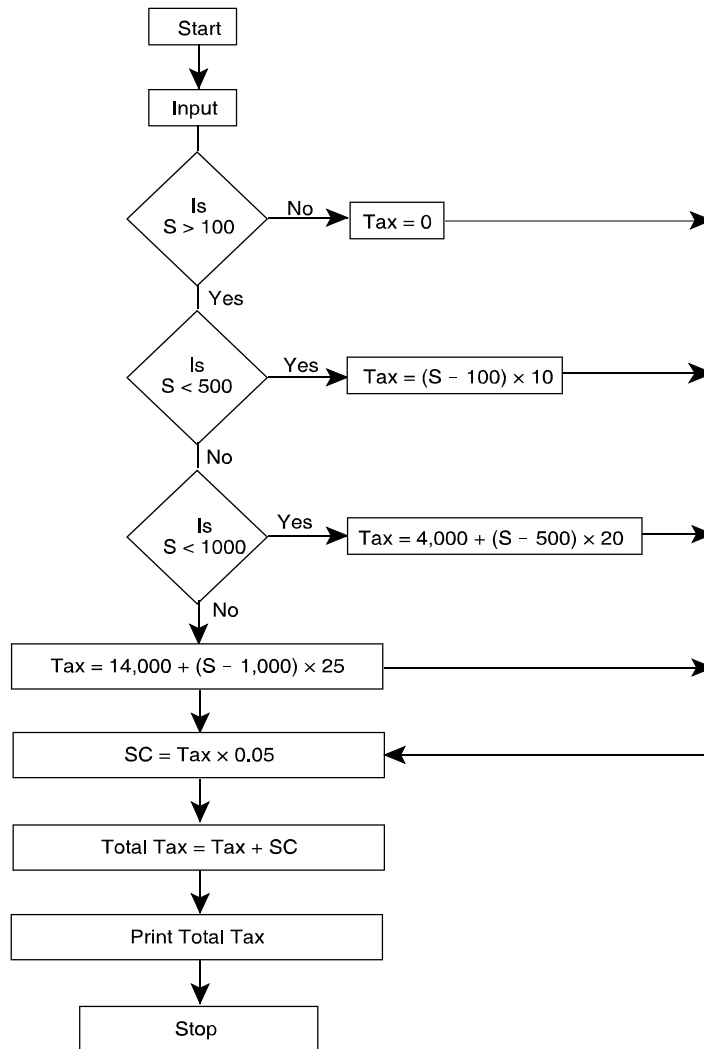 Start
Input
Is
S > 100
No
Tax = 0
Yes
Is
S < 500
Yes
Tax = (S − 100) × 10
No
Is
S < 1000
Yes
Tax = 4,000 + (S − 500) × 20
No
Tax = 14,000 + (S − 1,000) × 25
SC = Tax × 0.05
Total Tax = Tax + SC
Print Total Tax
Stop